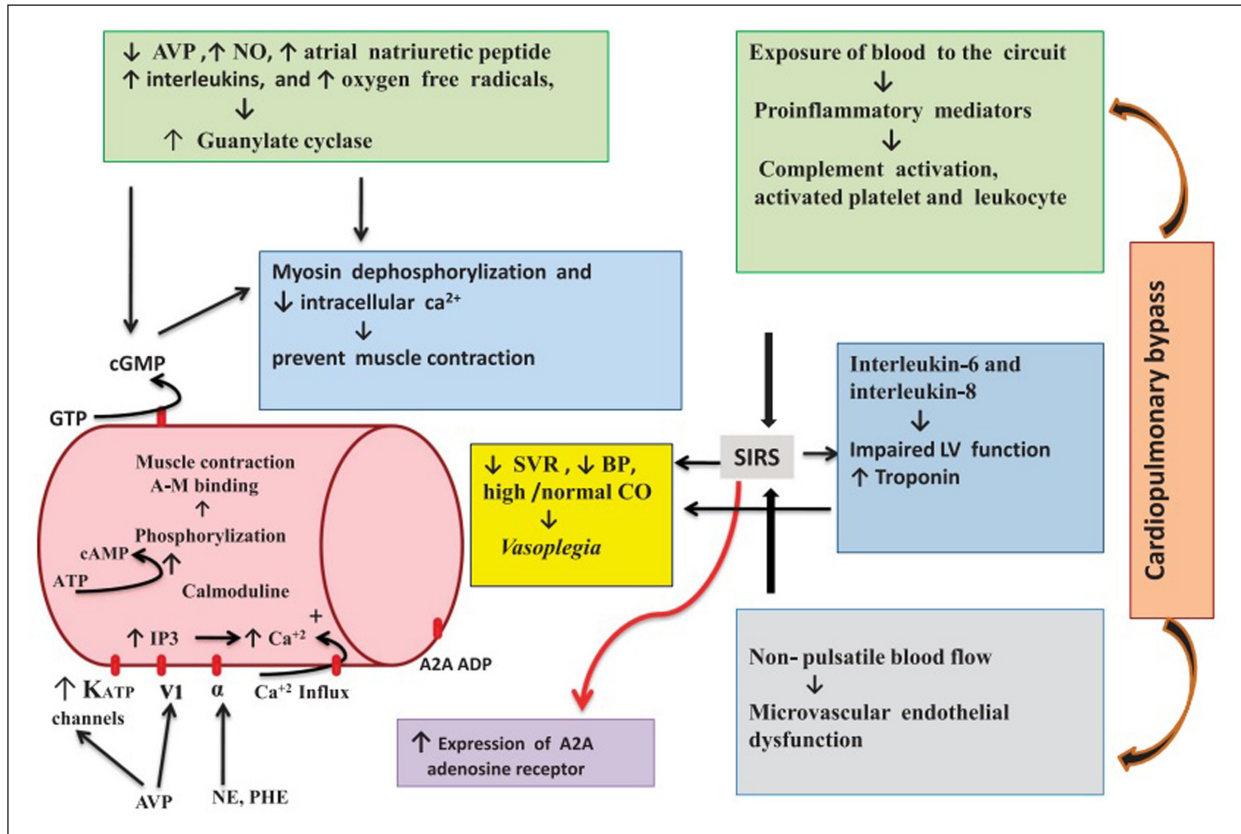 ↓ AVP , ↑ NO, ↑ atrial natriuretic peptide
↑ interleukins, and ↑ oxygen free radicals,
↓
↑ Guanylate cyclase
Exposure of blood to the circuit
↓
Proinflammatory mediators
↓
Complement activation,
activated platelet and leukocyte
Cardiopulmonary bypass
Myosin dephosphorylization and
↓ intracellular ca²⁺
↓
prevent muscle contraction
cGMP
GTP
Interleukin-6 and
interleukin-8
↓
Impaired LV function
↑ Troponin
SIRS
↓ SVR , ↓ BP,
high /normal CO
↓
Vasoplegia
Muscle contraction
A-M binding
↑
Phosphorylization
cAMP ↑
ATP
Calmoduline
+
↑ IP3 → ↑ Ca⁺²
A2A ADP
↑ KATP
channels
V1
α
Ca⁺² Influx
AVP
NE, PHE
↑ Expression of A2A
adenosine receptor
Non- pulsatile blood flow
↓
Microvascular endothelial
dysfunction